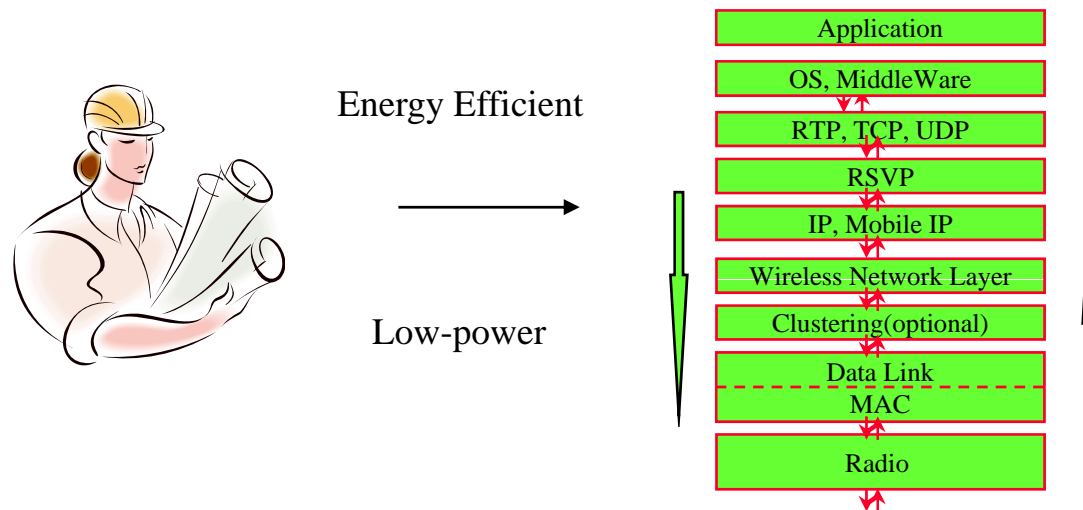 Energy Efficient
Low-power
Application
OS, MiddleWare
RTP, TCP, UDP
RSVP
IP, Mobile IP
Wireless Network Layer
Clustering(optional)
Data Link
MAC
Radio